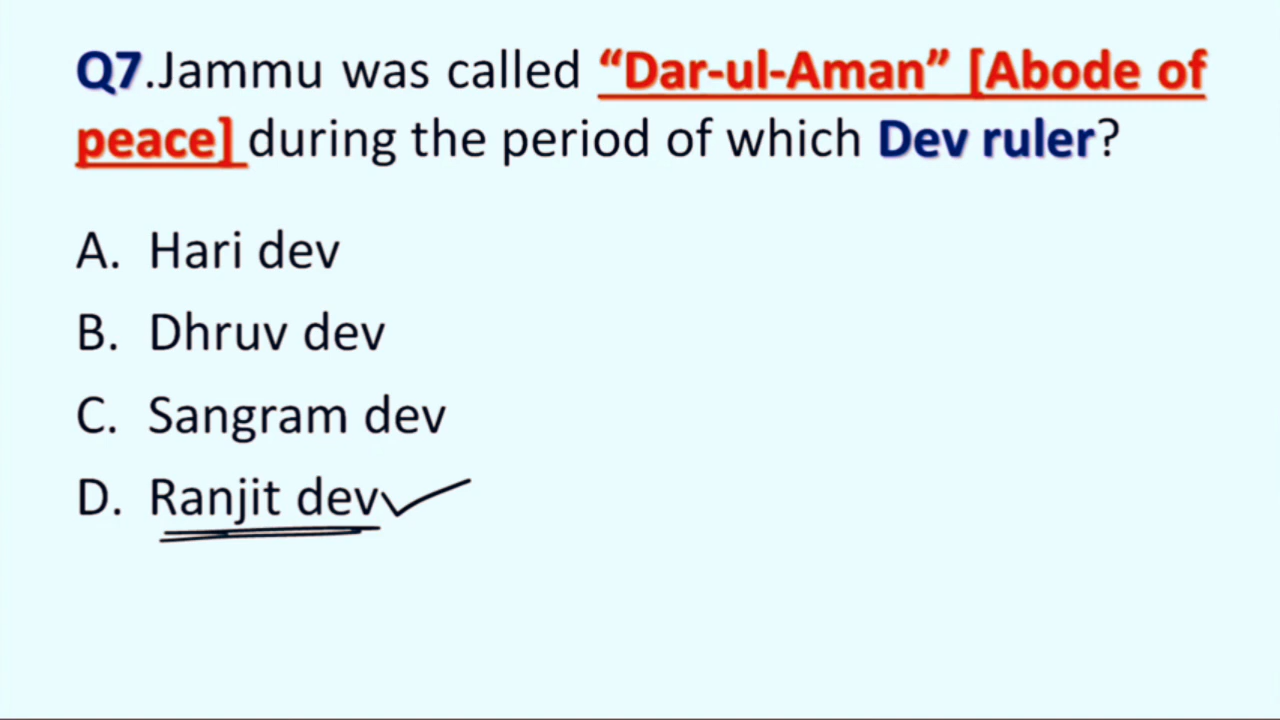 Q7.Jammu was called “Dar-ul-Aman” [Abode of
peace] during the period of which Dev ruler?
A. Hari dev
B. Dhruv dev
C. Sangram dev
D. Ranjit dev